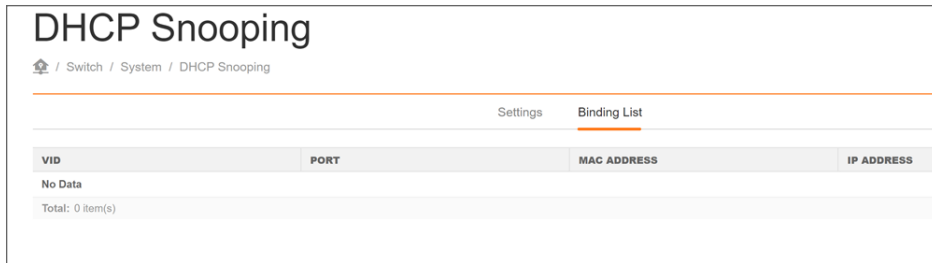 DHCP Snooping
/ Switch / System / DHCP Snooping
Settings Binding List
VID PORT MAC ADDRESS IP ADDRESS
No Data
Total: 0 item(s)